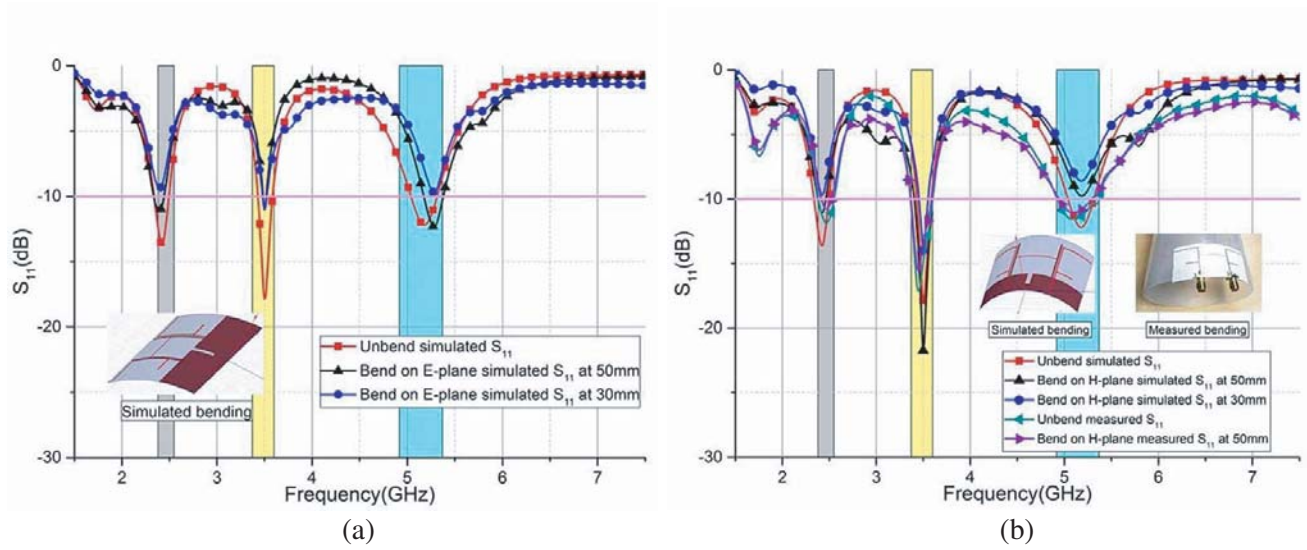 0
-10
-20
-30
S11(dB)
2 3 4 5 6 7
Frequency(GHz)
Simulated bending
Unbend simulated S11
Bend on E-plane simulated S11 at 50mm
Bend on E-plane simulated S11 at 30mm
(a)
0
-10
-20
-30
S11(dB)
2 3 4 5 6 7
Frequency(GHz)
Simulated bending
Measured bending
Unbend simulated S11
Bend on H-plane simulated S11 at 50mm
Bend on H-plane simulated S11 at 30mm
Unbend measured S11
Bend on H-plane measured S11 at 50mm
(b)